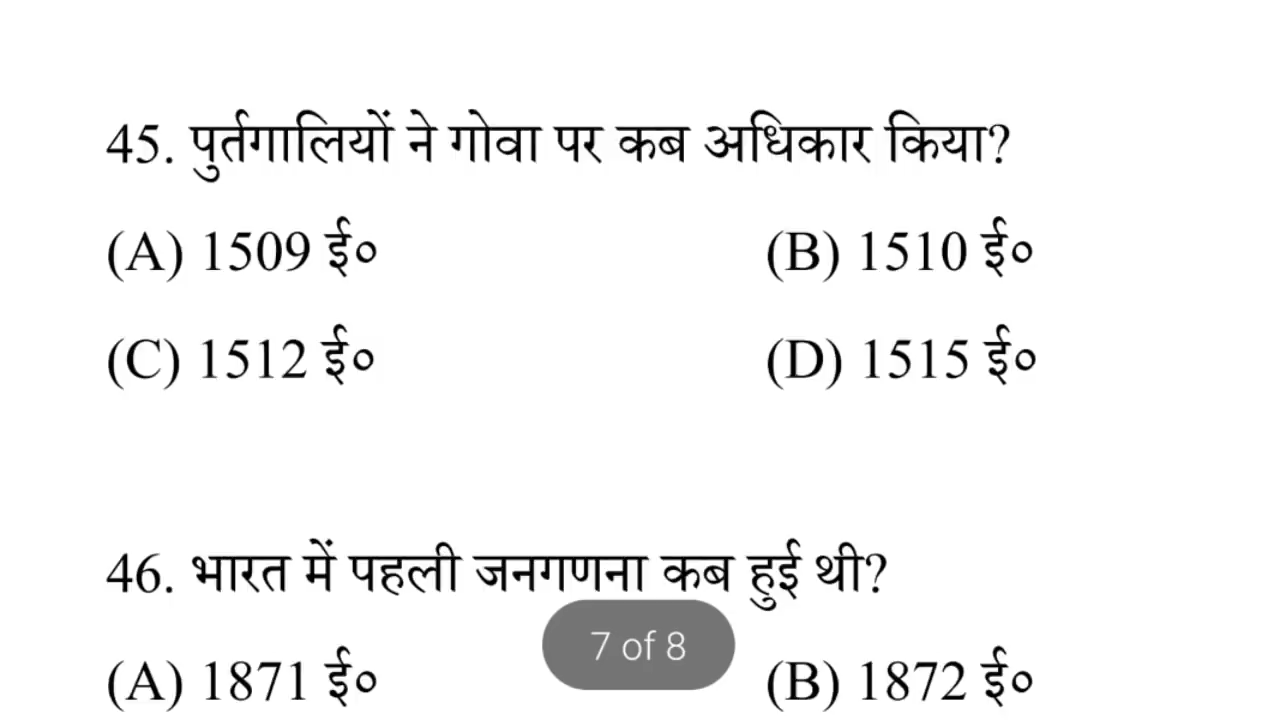 45. पुर्तगालियों ने गोवा पर कब अधिकार किया?
(A) 1509 ई० (B) 1510 ई०
(C) 1512 ई० (D) 1515 ई०
46. भारत में पहली जनगणना कब हुई थी?
7 of 8
(A) 1871 ई० (B) 1872 ई०